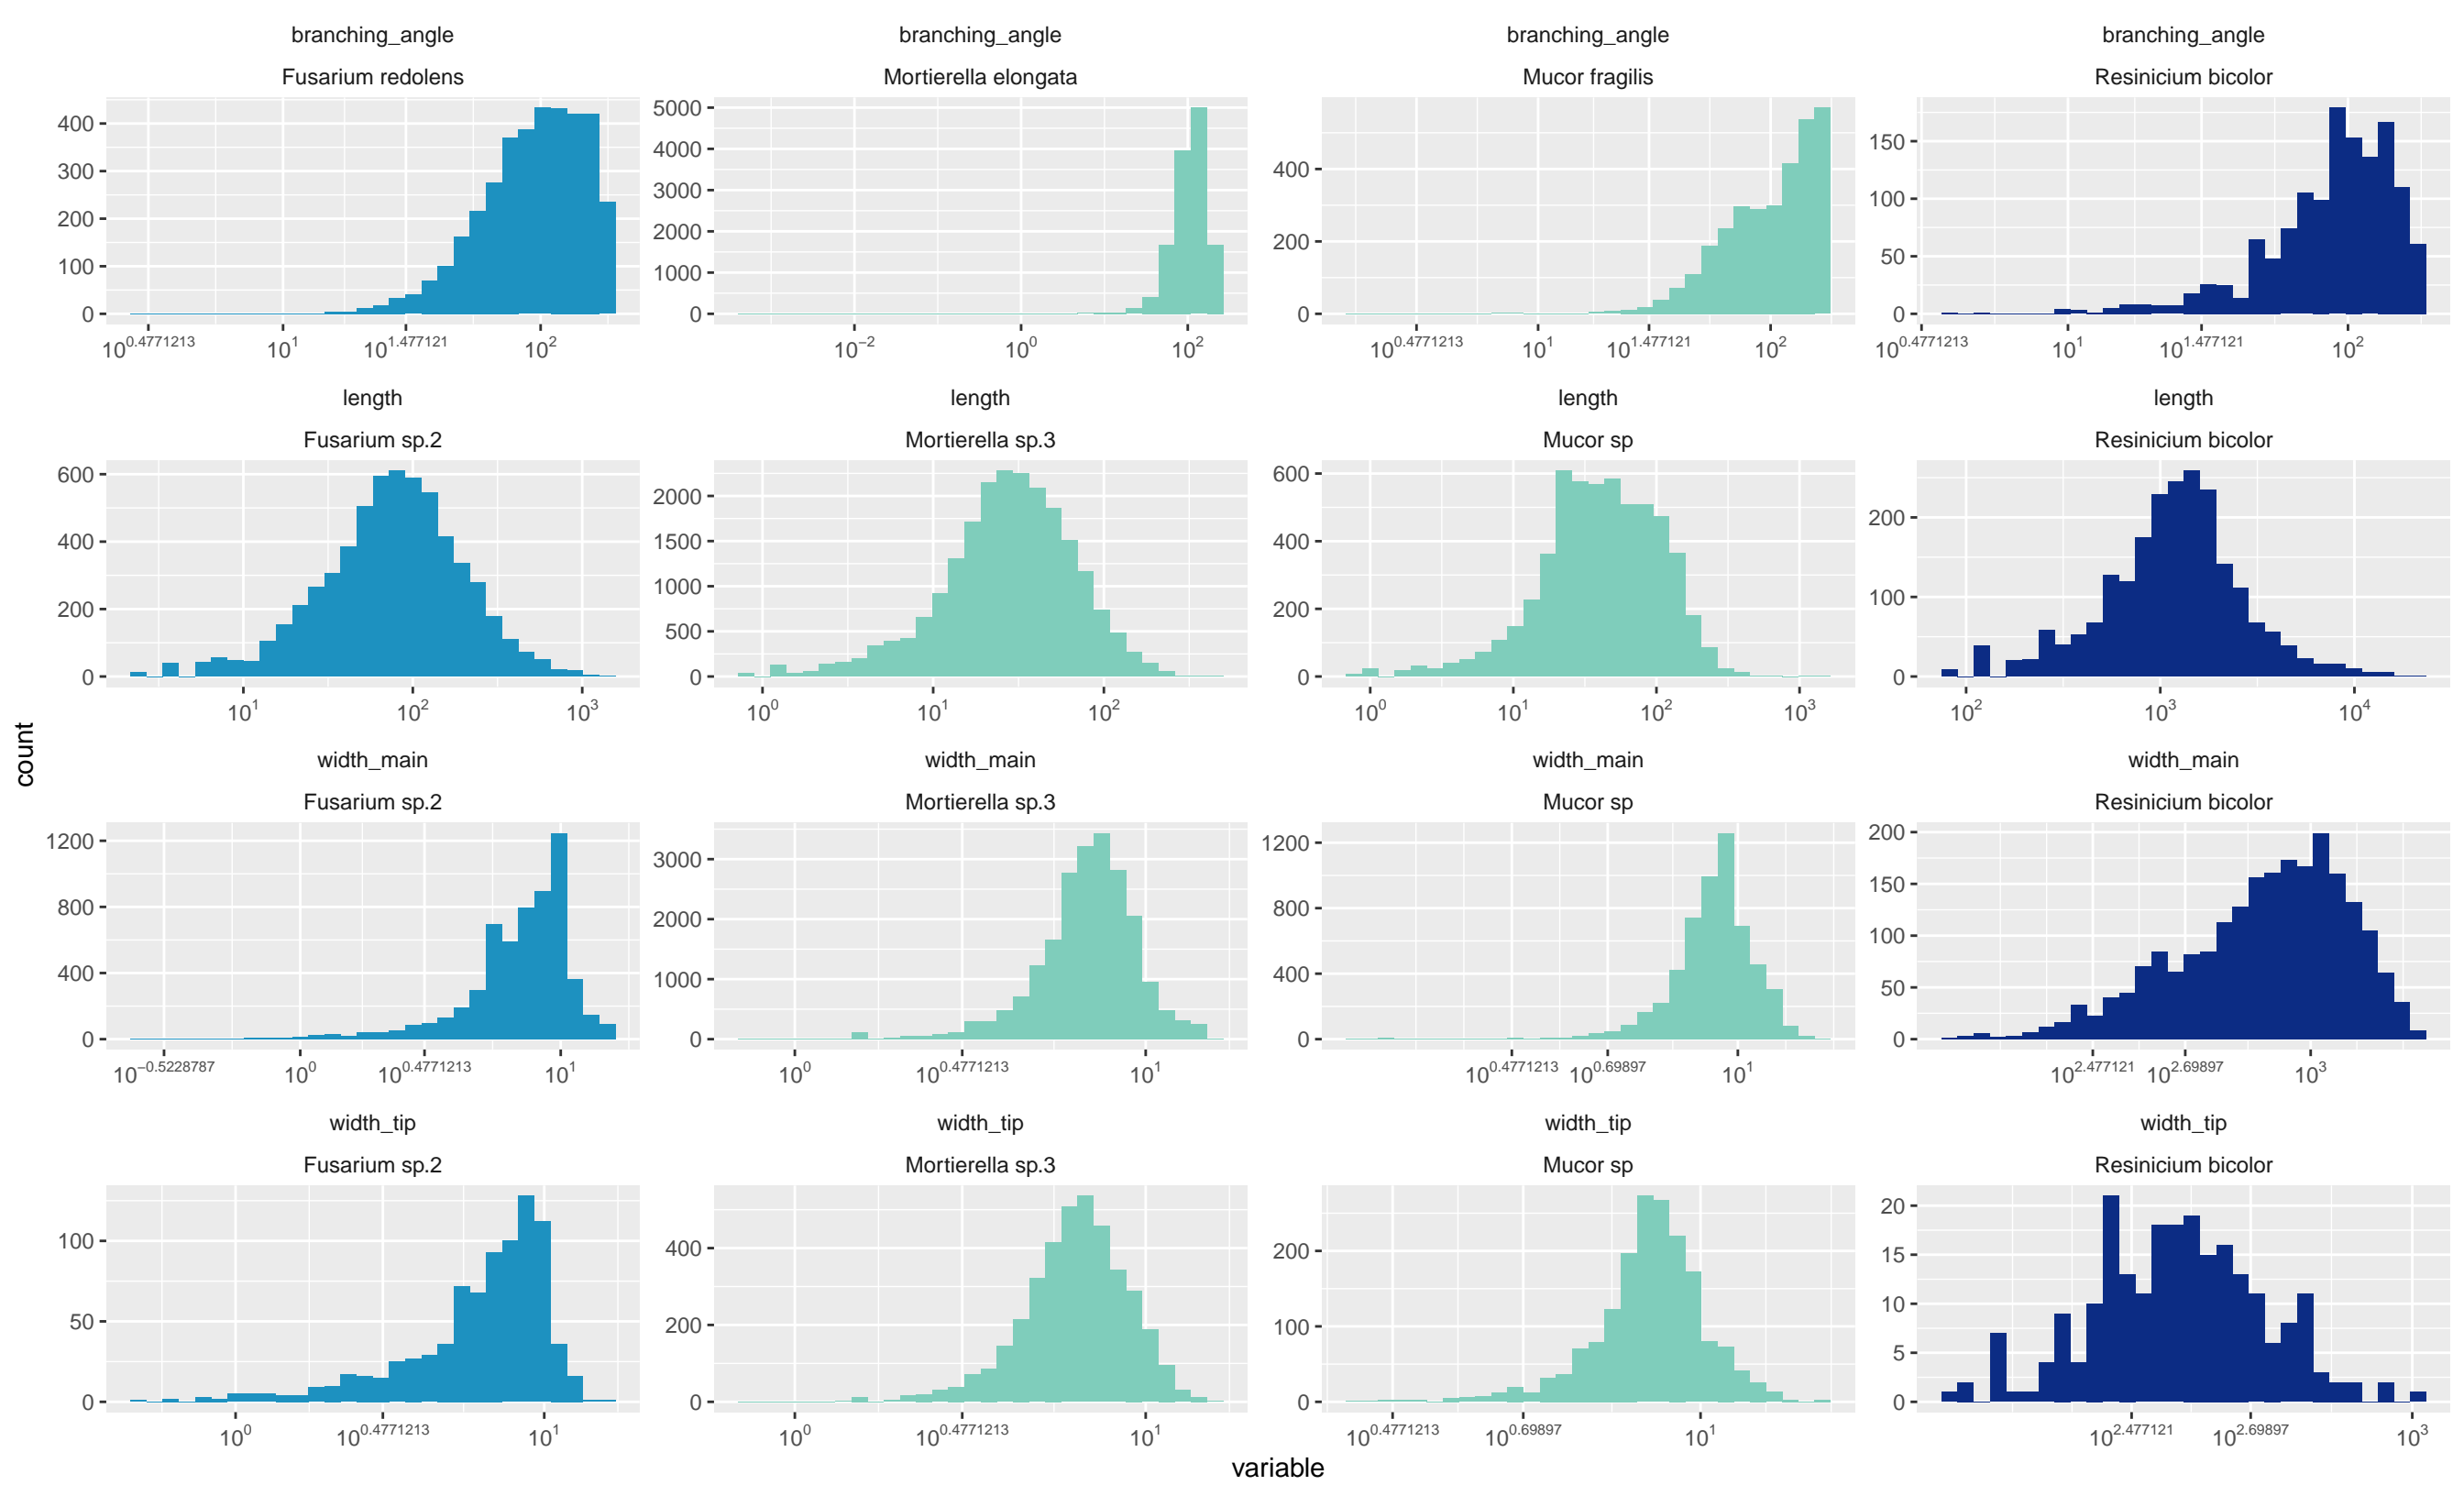 branching_angle branching_angle branching_angle branching_angle
Fusarium redolens Mortierella elongata Mucor fragilis Resinicium bicolor
400 300 200 100 0
5000 4000 3000 2000 1000 0
400 200 0
150 100 50 0
10^0.4771213 10^1 10^1.477121 10^2 10^−2 10^0 10^2 10^0.4771213 10^1 10^1.477121 10^2 10^0.4771213 10^1 10^1.477121 10^2
length length length length
Fusarium sp.2 Mortierella sp.3 Mucor sp Resinicium bicolor
600 400 200 0
2000 1500 1000 500 0
600 400 200 0
200 100 0
10^1 10^2 10^3 10^0 10^1 10^2 10^0 10^1 10^2 10^3 10^2 10^3 10^4
count
width_main width_main width_main width_main
Fusarium sp.2 Mortierella sp.3 Mucor sp Resinicium bicolor
1200 800 400 0
3000 2000 1000 0
1200 800 400 0
200 150 100 50 0
10^−0.5228787 10^0 10^0.4771213 10^1 10^0 10^0.4771213 10^1 10^0.4771213 10^0.69897 10^1 10^2.477121 10^2.69897 10^3
width_tip width_tip width_tip width_tip
Fusarium sp.2 Mortierella sp.3 Mucor sp Resinicium bicolor
100 50 0
400 200 0
200 100 0
20 15 10 5 0
10^0 10^0.4771213 10^1 10^0 10^0.4771213 10^1 10^0.4771213 10^0.69897 10^1 10^2.477121 10^2.69897 10^3
variable